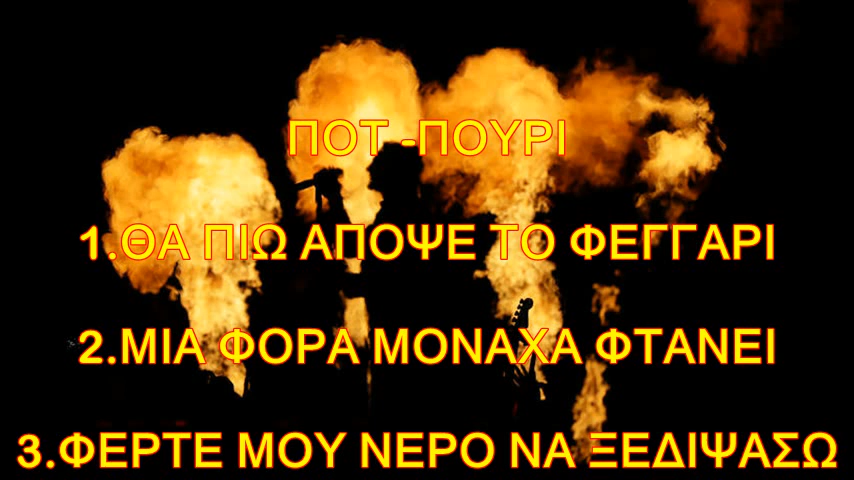 ΠΟΤ -ΠΟΥΡΙ
1.ΘΑ ΠΙΩ ΑΠΟΨΕ ΤΟ ΦΕΓΓΑΡΙ
2.ΜΙΑ ΦΟΡΑ ΜΟΝΑΧΑ ΦΤΑΝΕΙ
3.ΦΕΡΤΕ ΜΟΥ ΝΕΡΟ ΝΑ ΞΕΔΙΨΑΣΩ